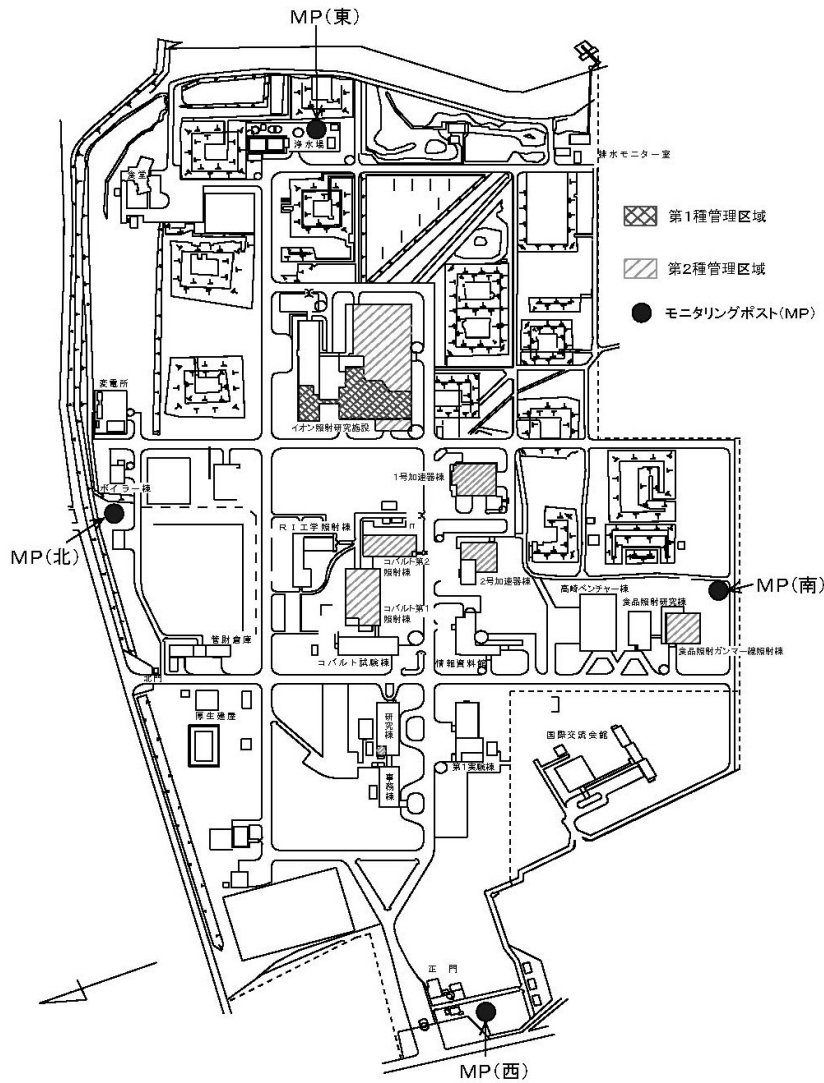 MP(東)
浄水場
排水モニター室
食堂
第1種管理区域
第2種管理区域
モニタリングポスト(MP)
変電所
イオン照射研究施設
1号加速器棟
ボイラー棟
MP(北)
RI工学照射棟
コバルト第2
照射棟
2号加速器棟
MP(南)
高崎ベンチャー棟
食品照射研究棟
コバルト第1
照射棟
管財倉庫
コバルト試験棟
情報資料館
食品照射ガンマー線照射棟
北門
厚生建屋
研究棟
国際交流会館
事務棟
第1実験棟
正門
MP(西)